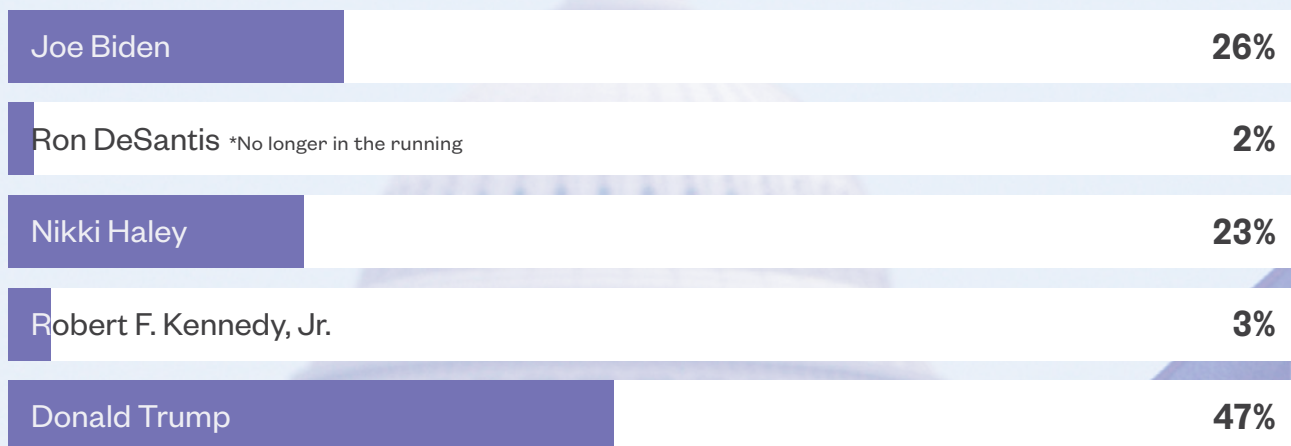 Joe Biden 26%
Ron DeSantis *No longer in the running 2%
Nikki Haley 23%
Robert F. Kennedy, Jr. 3%
Donald Trump 47%